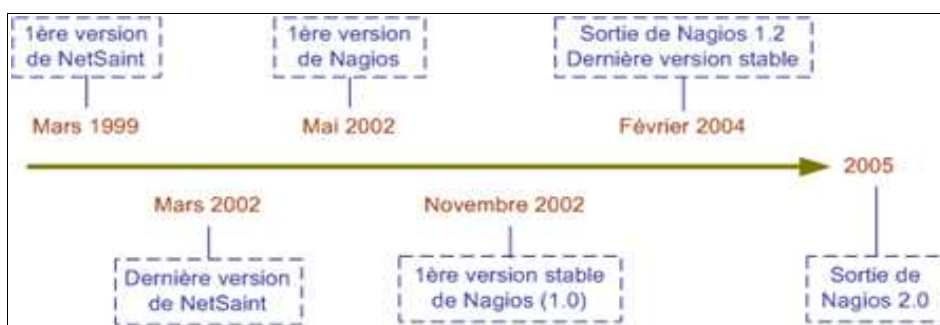 1ère version
de NetSaint
1ère version
de Nagios
Sortie de Nagios 1.2
Dernière version stable
Mars 1999
Mai 2002
Février 2004
2005
Mars 2002
Novembre 2002
Dernière version
de NetSaint
1ère version stable
de Nagios (1.0)
Sortie de
Nagios 2.0